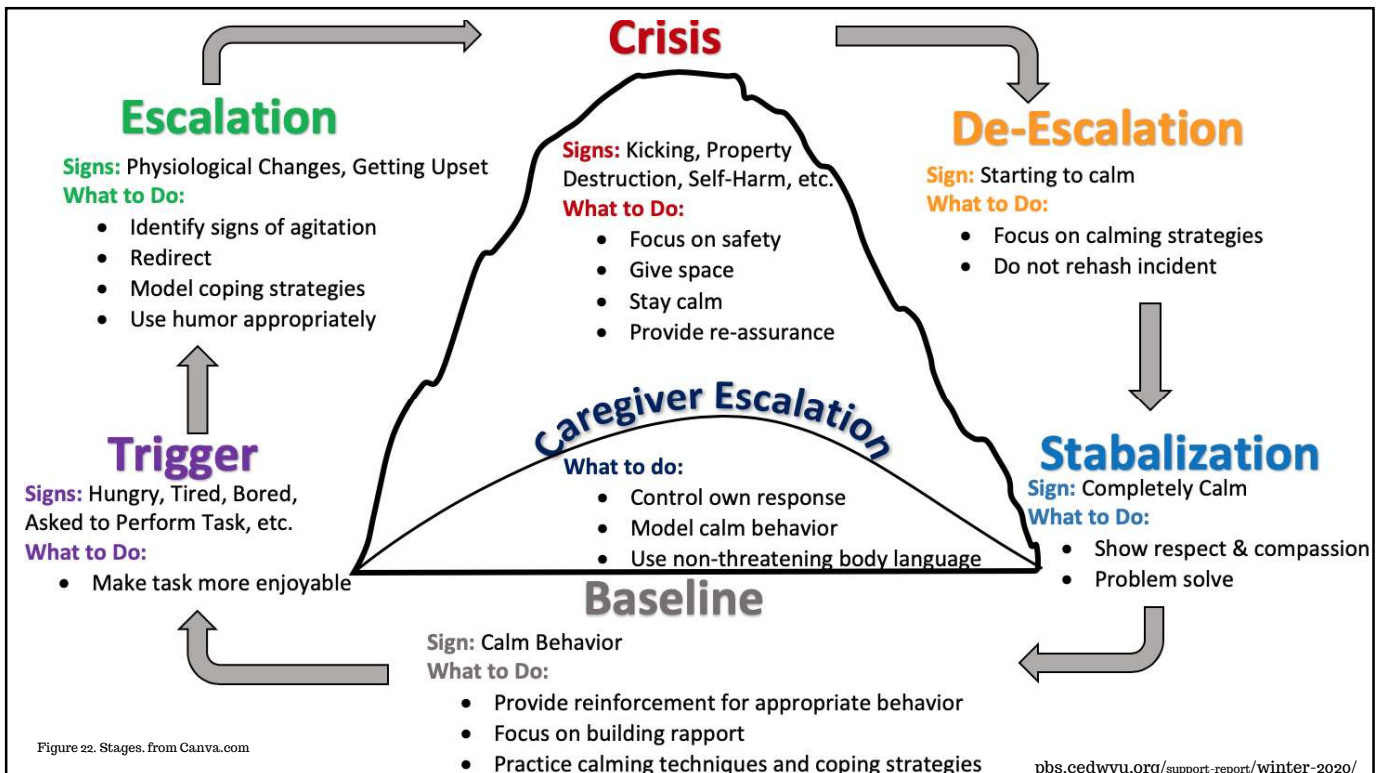 Crisis
Signs: Kicking, Property
Destruction, Self-Harm, etc.
What to Do:
• Focus on safety
• Give space
• Stay calm
• Provide re-assurance
Escalation
Signs: Physiological Changes, Getting Upset
What to Do:
• Identify signs of agitation
• Redirect
• Model coping strategies
• Use humor appropriately
De-Escalation
Sign: Starting to calm
What to Do:
• Focus on calming strategies
• Do not rehash incident
Trigger
Signs: Hungry, Tired, Bored,
Asked to Perform Task, etc.
What to Do:
• Make task more enjoyable
Caregiver Escalation
What to do:
• Control own response
• Model calm behavior
• Use non-threatening body language
Stabalization
Sign: Completely Calm
What to Do:
• Show respect & compassion
• Problem solve
Baseline
Sign: Calm Behavior
What to Do:
• Provide reinforcement for appropriate behavior
• Focus on building rapport
• Practice calming techniques and coping strategies
Figure 22. Stages. from Canva.com
pbs.cedwvu.org/support-report/winter-2020/